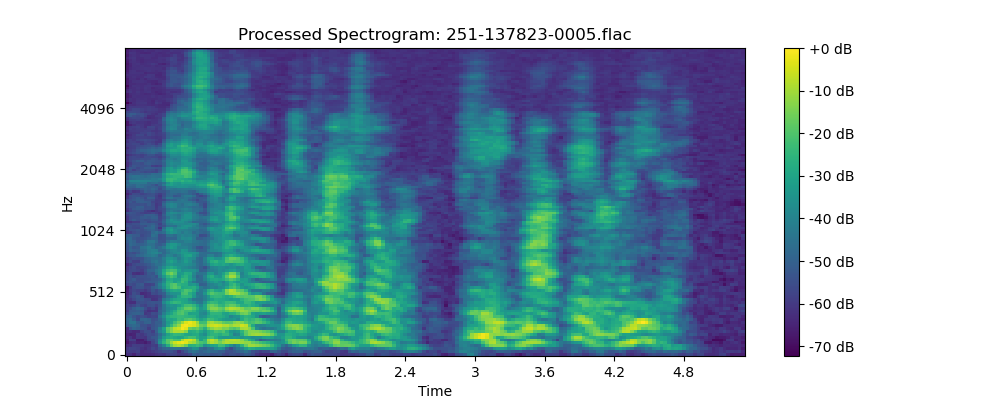 Processed Spectrogram: 251-137823-0005.flac
Hz
4096
2048
1024
512
0
0 0.6 1.2 1.8 2.4 3 3.6 4.2 4.8
Time
+0 dB
-10 dB
-20 dB
-30 dB
-40 dB
-50 dB
-60 dB
-70 dB